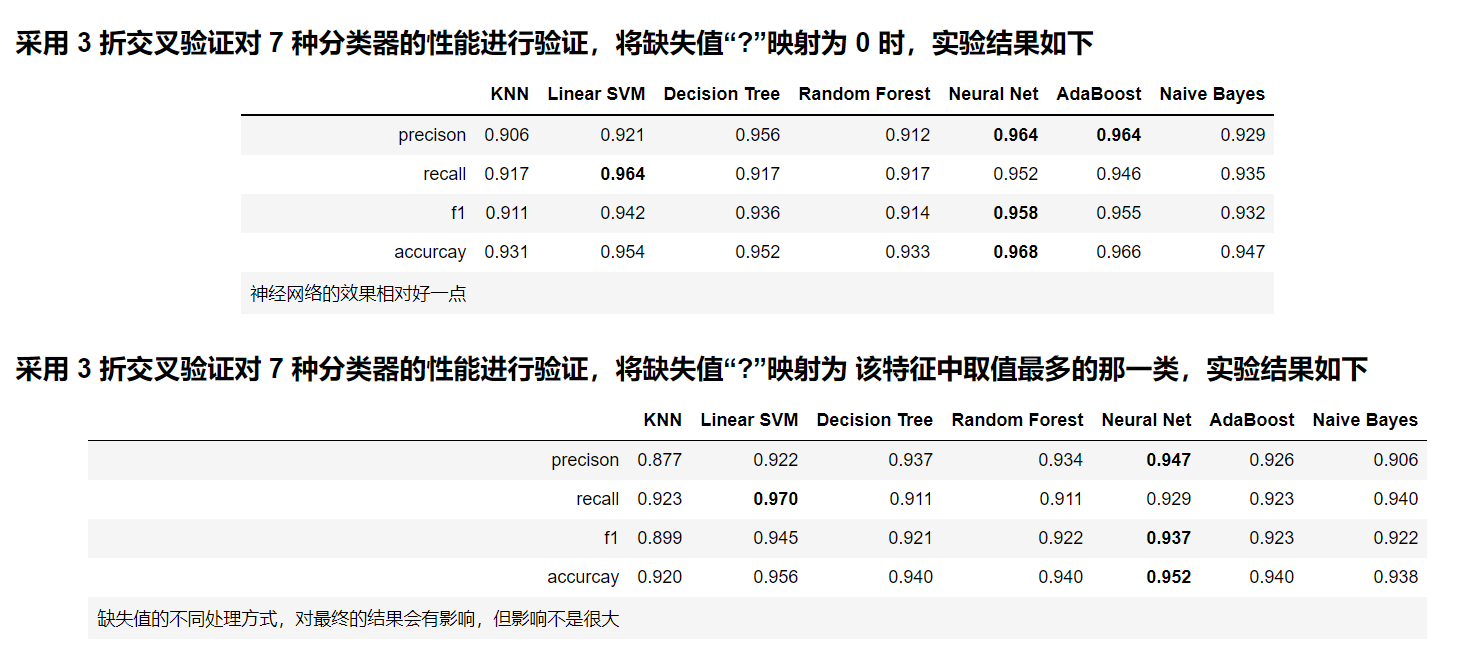 采用 3 折交叉验证对 7 种分类器的性能进行验证，将缺失值“?”映射为 0 时，实验结果如下
KNN Linear SVM Decision Tree Random Forest Neural Net AdaBoost Naive Bayes
precison 0.906 0.921 0.956 0.912 0.964 0.964 0.929
recall 0.917 0.964 0.917 0.917 0.952 0.946 0.935
f1 0.911 0.942 0.936 0.914 0.958 0.955 0.932
accurcay 0.931 0.954 0.952 0.933 0.968 0.966 0.947
神经网络的效果相对好一点
采用 3 折交叉验证对 7 种分类器的性能进行验证，将缺失值“?”映射为 该特征中取值最多的那一类，实验结果如下
KNN Linear SVM Decision Tree Random Forest Neural Net AdaBoost Naive Bayes
precison 0.877 0.922 0.937 0.934 0.947 0.926 0.906
recall 0.923 0.970 0.911 0.911 0.929 0.923 0.940
f1 0.899 0.945 0.921 0.922 0.937 0.923 0.922
accurcay 0.920 0.956 0.940 0.940 0.952 0.940 0.938
缺失值的不同处理方式，对最终的结果会有影响，但影响不是很大